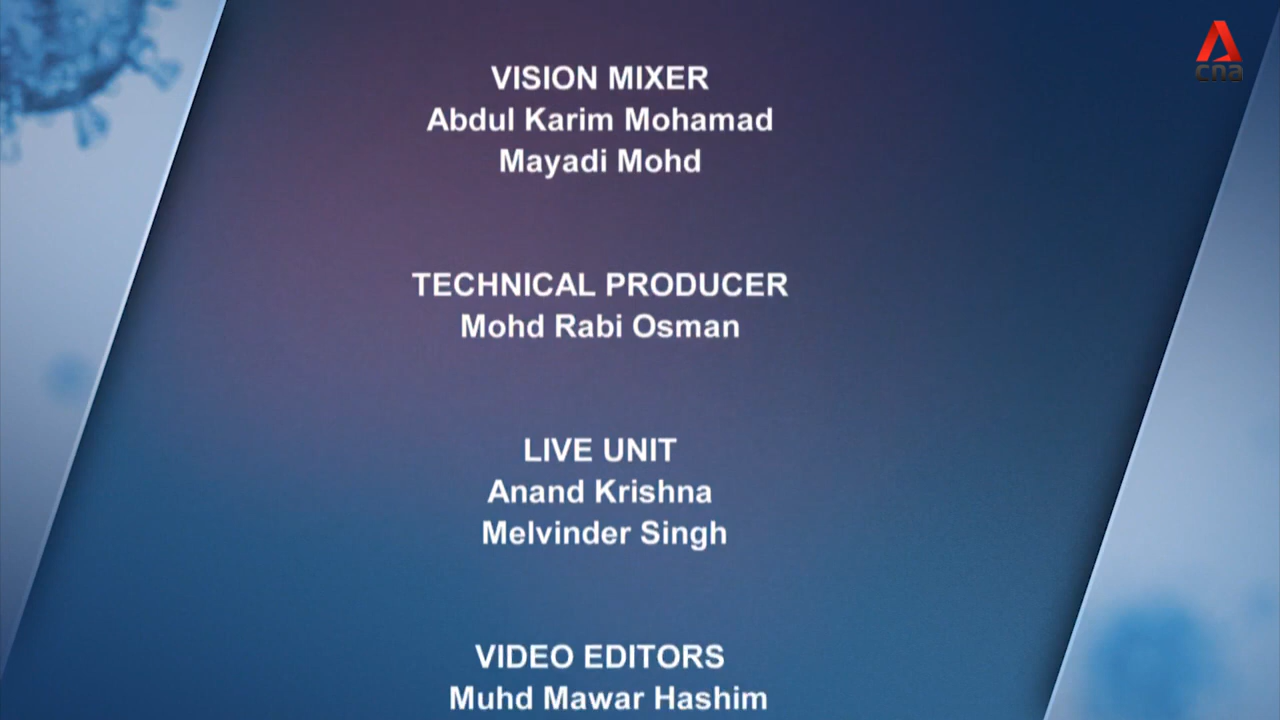 cna
VISION MIXER
Abdul Karim Mohamad
Mayadi Mohd
TECHNICAL PRODUCER
Mohd Rabi Osman
LIVE UNIT
Anand Krishna
Melvinder Singh
VIDEO EDITORS
Muhd Mawar Hashim